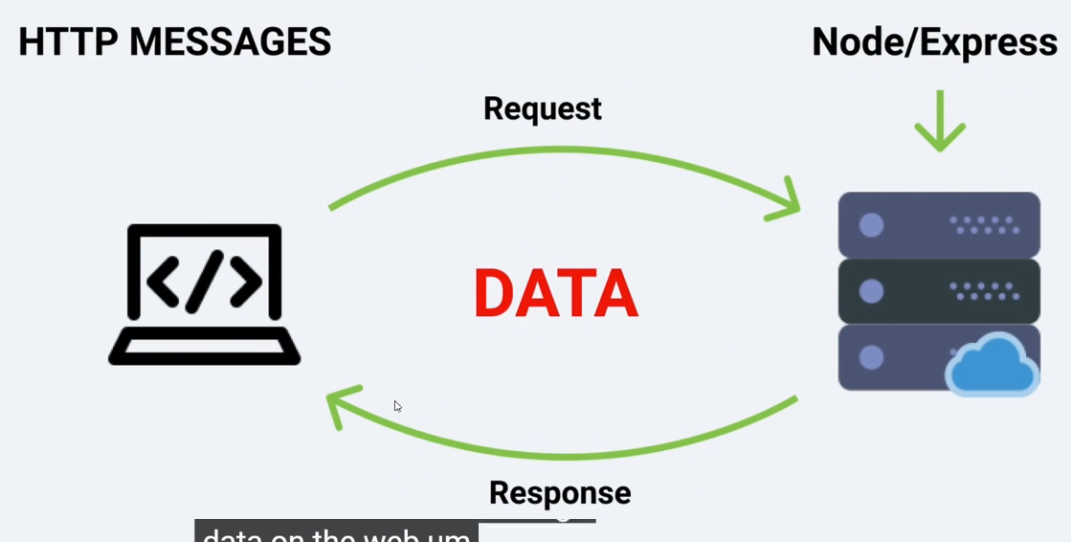 HTTP MESSAGES
Node/Express
Request
</>
DATA
Response
data on the web um